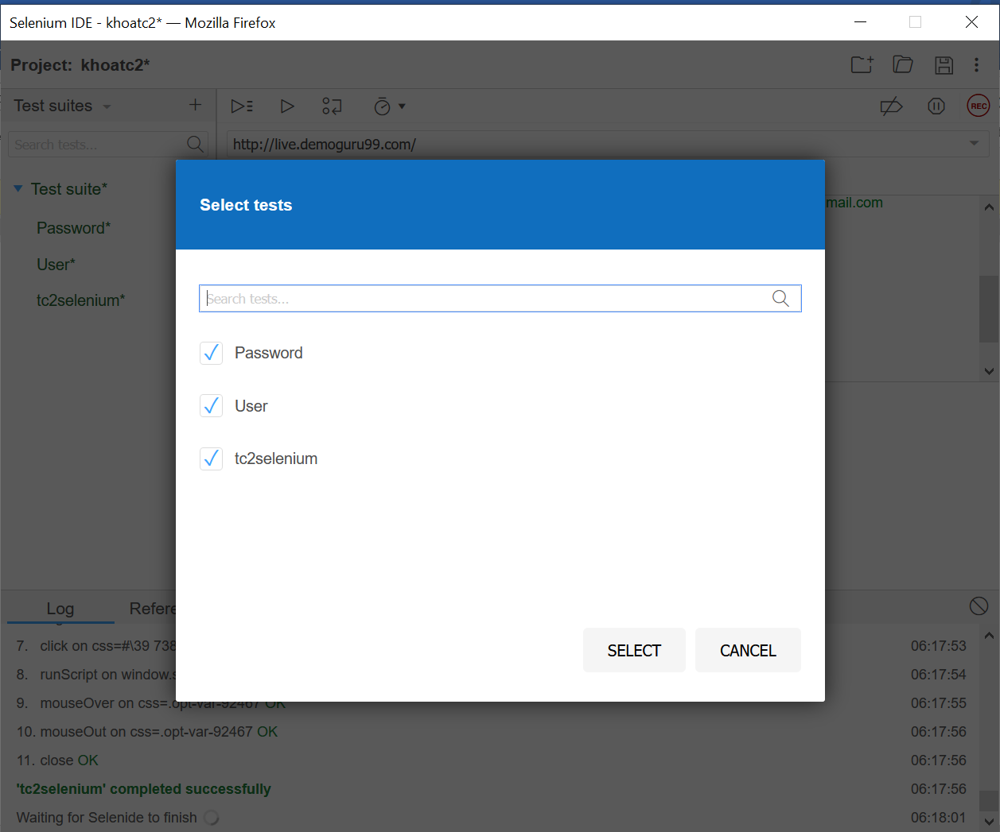 Selenium IDE - khoatc2* — Mozilla Firefox
Project: khoatc2*
Test suites
REC
Search tests...
http://live.demoguru99.com/
Test suite*
Password*
User*
tc2selenium*
mail.com
Select tests
Search tests...
Password
User
tc2selenium
SELECT CANCEL
Log Refere
7. click on css=#\39 738 06:17:53
8. runScript on window.s 06:17:54
9. mouseOver on css=.opt-var-92467 OK 06:17:55
10. mouseOut on css=.opt-var-92467 OK 06:17:56
11. close OK 06:17:56
'tc2selenium' completed successfully 06:17:56
Waiting for Selenide to finish 06:18:01